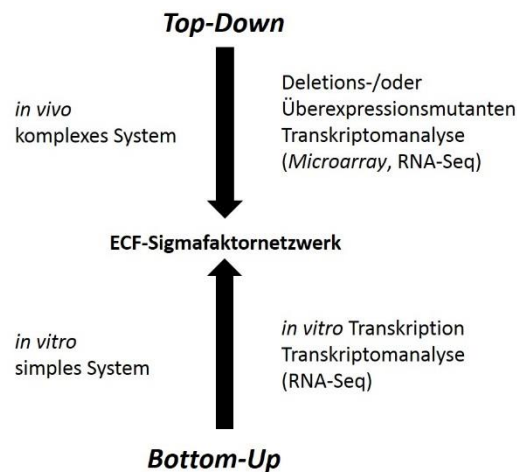 Top-Down
in vivo
komplexes System
Deletions-/oder
Überexpressionsmutanten
Transkriptomanalyse
(Microarray, RNA-Seq)
ECF-Sigmafaktornetzwerk
in vitro
simples System
in vitro Transkription
Transkriptomanalyse
(RNA-Seq)
Bottom-Up